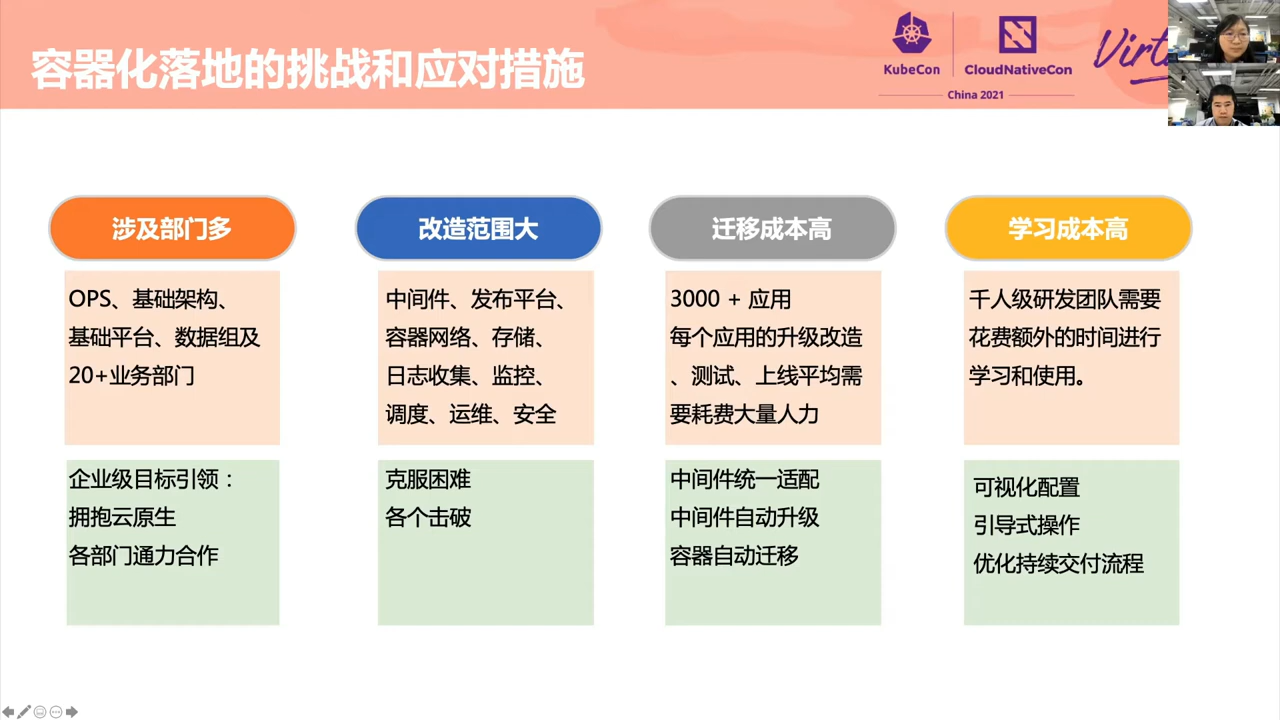 容器化落地的挑战和应对措施
KubeCon
CloudNativeCon
China 2021
涉及部门多
OPS、基础架构、
基础平台、数据组及
20+业务部门
企业级目标引领：
拥抱云原生
各部门通力合作
改造范围大
中间件、发布平台、
容器网络、存储、
日志收集、监控、
调度、运维、安全
克服困难
各个击破
迁移成本高
3000 + 应用
每个应用的升级改造
、测试、上线平均需
要耗费大量人力
中间件统一适配
中间件自动升级
容器自动迁移
学习成本高
千人级研发团队需要
花费额外的时间进行
学习和使用。
可视化配置
引导式操作
优化持续交付流程